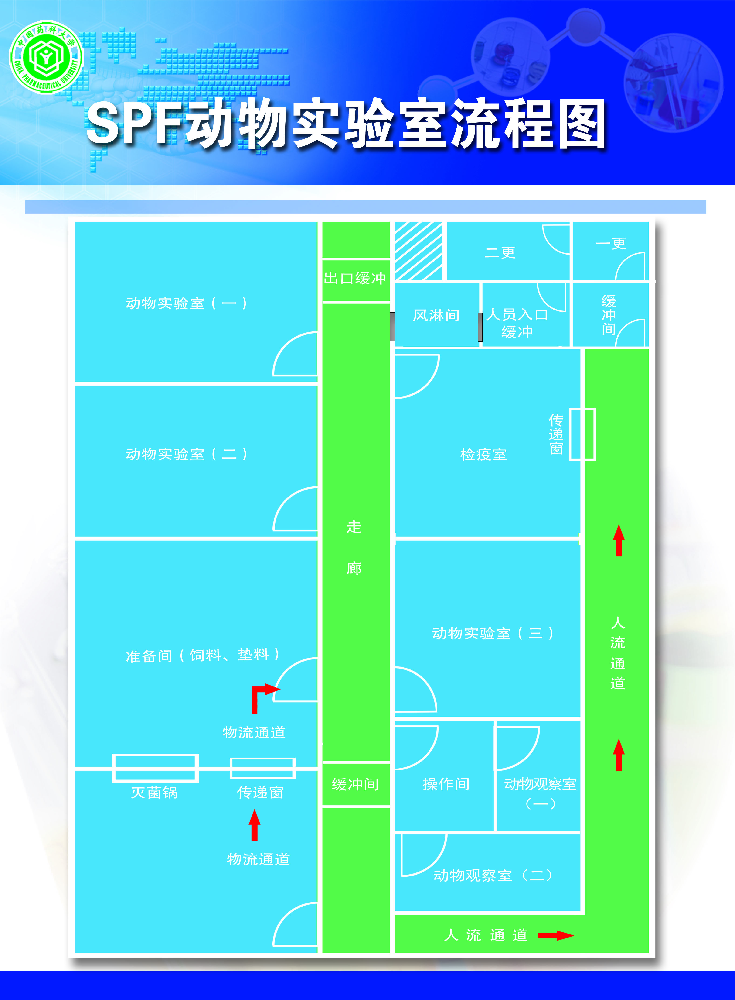 中国药科大学
CHINA PHARMACEUTICAL UNIVERSITY
SPF动物实验室流程图
二更
一更
出口缓冲
动物实验室（一）
风淋间
人员入口
缓冲
缓冲间
传递窗
动物实验室（二）
检疫室
走廊
动物实验室（三）
人流通道
准备间（饲料、垫料）
物流通道
灭菌锅
传递窗
缓冲间
操作间
动物观察室
（一）
物流通道
动物观察室（二）
人流通道